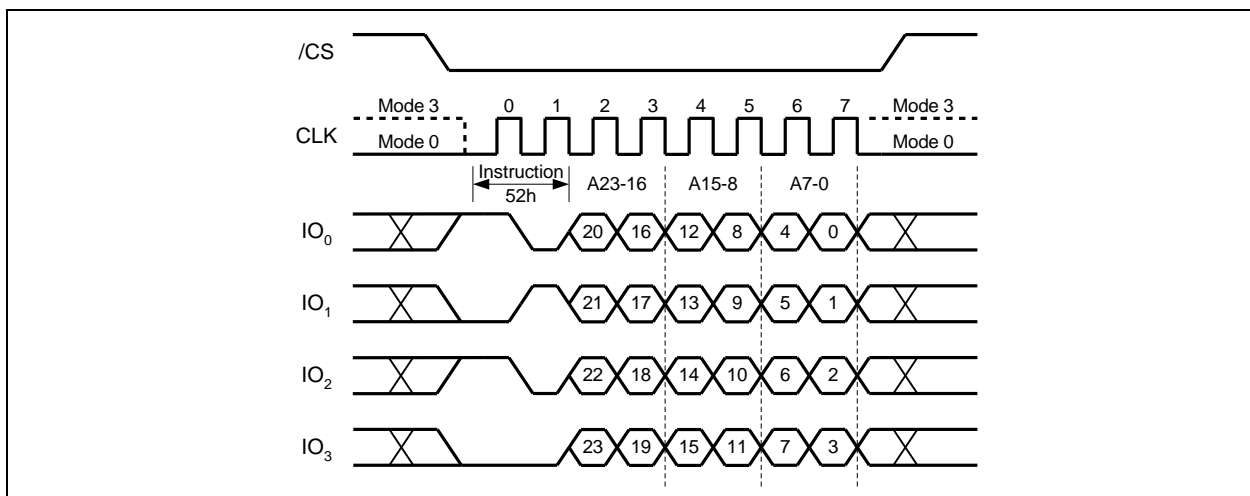 /CS
Mode 3 0 1 2 3 4 5 6 7 Mode 3
CLK
Mode 0 Mode 0
Instruction
52h
A23-16 A15-8 A7-0
IO0 20 16 12 8 4 0
IO1 21 17 13 9 5 1
IO2 22 18 14 10 6 2
IO3 23 19 15 11 7 3